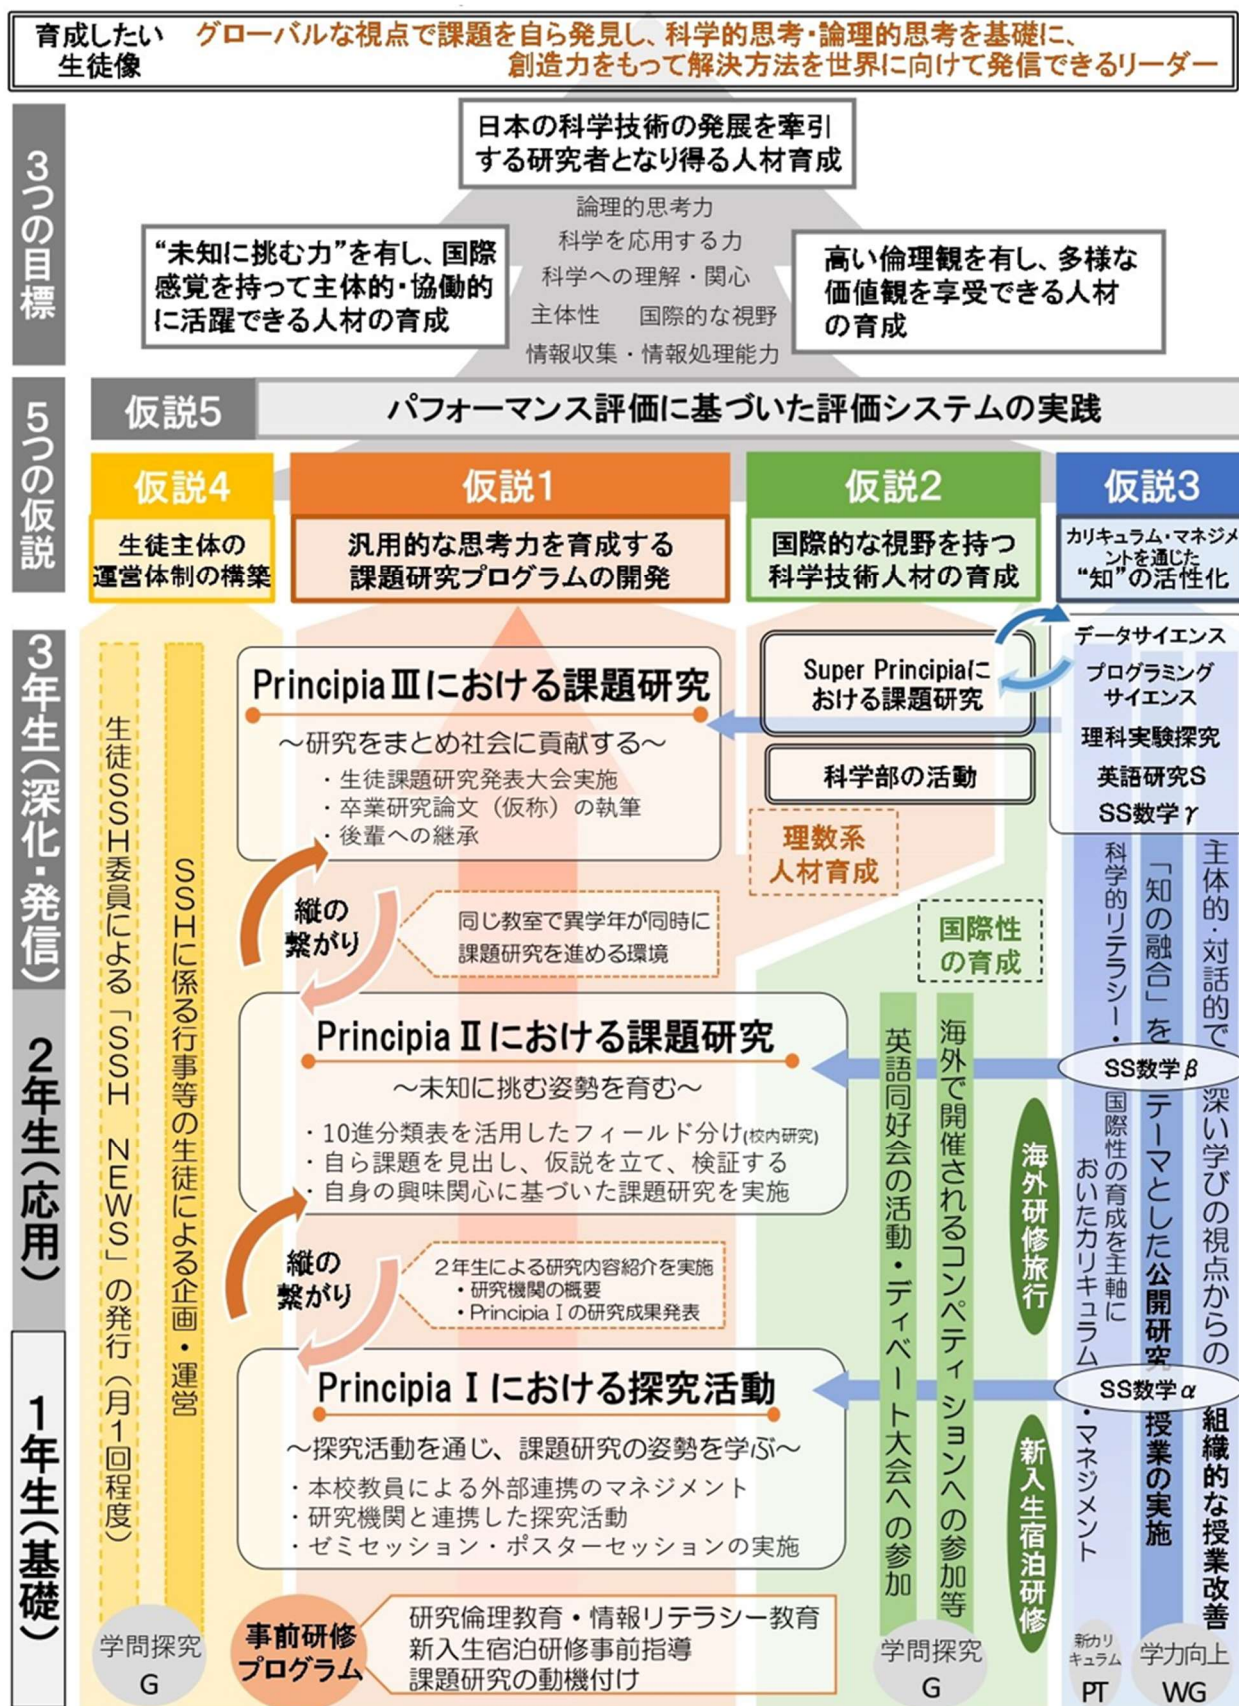 育成したい
生徒像
グローバルな視点で課題を自ら発見し、科学的思考・論理的思考を基礎に、
創造力をもって解決方法を世界に向けて発信できるリーダー
3つの目標
日本の科学技術の発展を牽引
する研究者となり得る人材育成
“未知に挑む力”を有し、国際
感覚を持って主体的・協働的
に活躍できる人材の育成
高い倫理観を有し、多様な
価値観を享受できる人材
の育成
論理的思考力
科学を応用する力
科学への理解・関心
主体性 国際的な視野
情報収集・情報処理能力
5つの仮説
仮説5
パフォーマンス評価に基づいた評価システムの実践
仮説4
生徒主体の
運営体制の構築
仮説1
汎用的な思考力を育成する
課題研究プログラムの開発
仮説2
国際的な視野を持つ
科学技術人材の育成
仮説3
カリキュラム・マネジメ
ントを通じた
“知”の活性化
3年生(深化・発信)
2年生(応用)
1年生(基礎)
生徒SSH委員による「SSH NEWS」の発行(月1回程度)
SSHに係る行事等の生徒による企画・運営
学問探究
G
PrincipiaⅢにおける課題研究
～研究をまとめ社会に貢献する～
・生徒課題研究発表大会実施
・卒業研究論文（仮称）の執筆
・後輩への継承
縦の
繋がり
同じ教室で異学年が同時に
課題研究を進める環境
PrincipiaⅡにおける課題研究
～未知に挑む姿勢を育む～
・10進分類表を活用したフィールド分け(校内研究)
・自ら課題を見出し、仮説を立て、検証する
・自身の興味関心に基づいた課題研究を実施
縦の
繋がり
2年生による研究内容紹介を実施
・研究機関の概要
・PrincipiaⅠの研究成果発表
PrincipiaⅠにおける探究活動
～探究活動を通じ、課題研究の姿勢を学ぶ～
・本校教員による外部連携のマネジメント
・研究機関と連携した探究活動
・ゼミセッション・ポスターセッションの実施
事前研修
プログラム
研究倫理教育・情報リテラシー教育
新入生宿泊研修事前指導
課題研究の動機付け
Super Principiaに
おける課題研究
科学部の活動
理数系
人材育成
国際性
の育成
英語同好会の活動・ディベート大会への参加
海外で開催されるコンペティションへの参加等
海外研修旅行
新入生宿泊研修
学問探究
G
データサイエンス
プログラミング
サイエンス
理科実験探究
英語研究S
SS数学γ
SS数学β
SS数学α
科学的リテラシー・国際性の育成を主軸に
おいたカリキュラム・マネジメント
「知の融合」をテーマとした公開研究授業の実施
主体的・対話的で深い学びの視点からの組織的な授業改善
新カリ
キュラム
PT
学力向上
WG